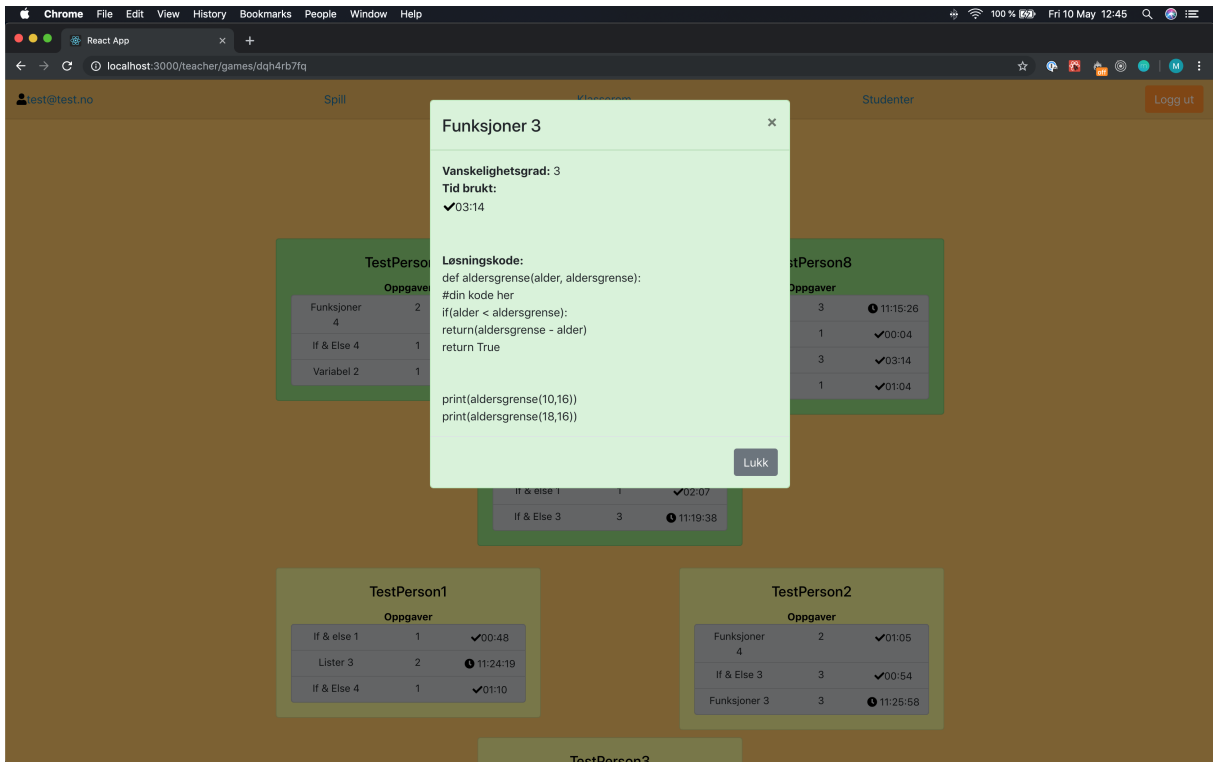 Chrome File Edit View History Bookmarks People Window Help 100 % Fri 10 May 12:45
React App
localhost:3000/teacher/games/dqh4rb7fq
off
M
test@test.no Spill Klasserom Studenter Logg ut
Funksjoner 3 ×
Vanskelighetsgrad: 3
Tid brukt:
✔03:14
Løsningskode:
def aldersgrense(alder, aldersgrense):
#din kode her
if(alder < aldersgrense):
return(aldersgrense - alder)
return True
print(aldersgrense(10,16))
print(aldersgrense(18,16))
Lukk
TestPerso
Oppgaver
Funksjoner 2
4
If & Else 4 1
Variabel 2 1
stPerson8
Oppgaver
3 11:15:26
1 ✔00:04
3 ✔03:14
1 ✔01:04
If & else 1 1 ✔02:07
If & Else 3 3 11:19:38
TestPerson1
Oppgaver
If & else 1 1 ✔00:48
Lister 3 2 11:24:19
If & Else 4 1 ✔01:10
TestPerson2
Oppgaver
Funksjoner 2 ✔01:05
4
If & Else 3 3 ✔00:54
Funksjoner 3 3 11:25:58
TestPerson3